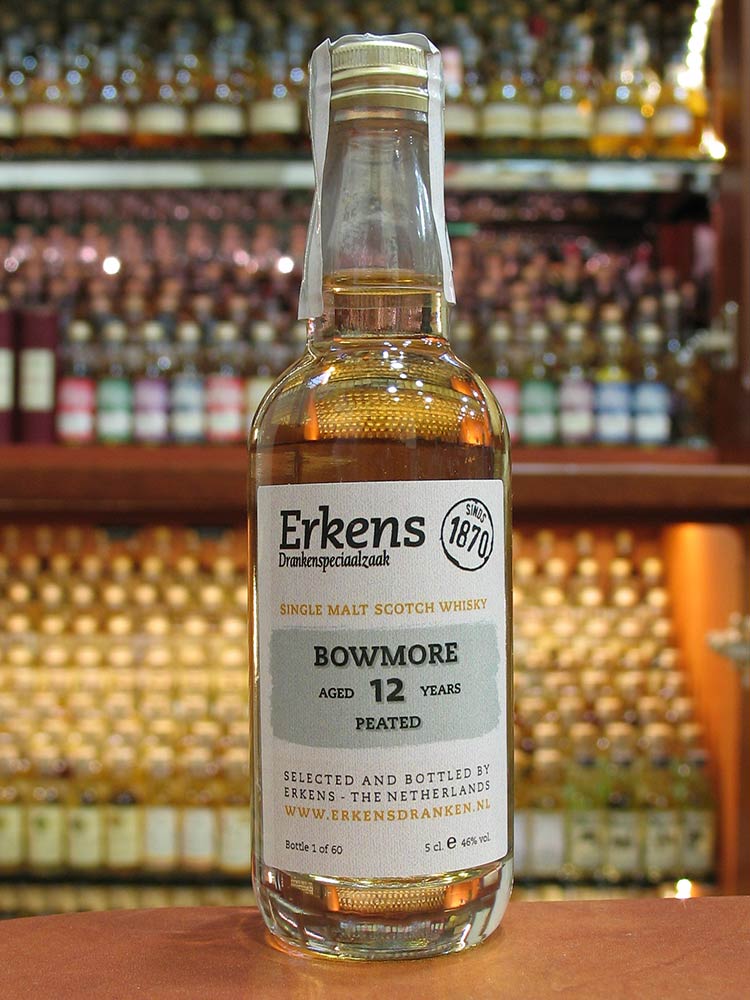 Erkens
Drankenspeciaalzaak
SINDS
1870
SINGLE MALT SCOTCH WHISKY
BOWMORE
AGED 12 YEARS
PEATED
SELECTED AND BOTTLED BY
ERKENS - THE NETHERLANDS
WWW.ERKENSDRANKEN.NL
Bottle 1 of 60 5 cl. e 46% vol.